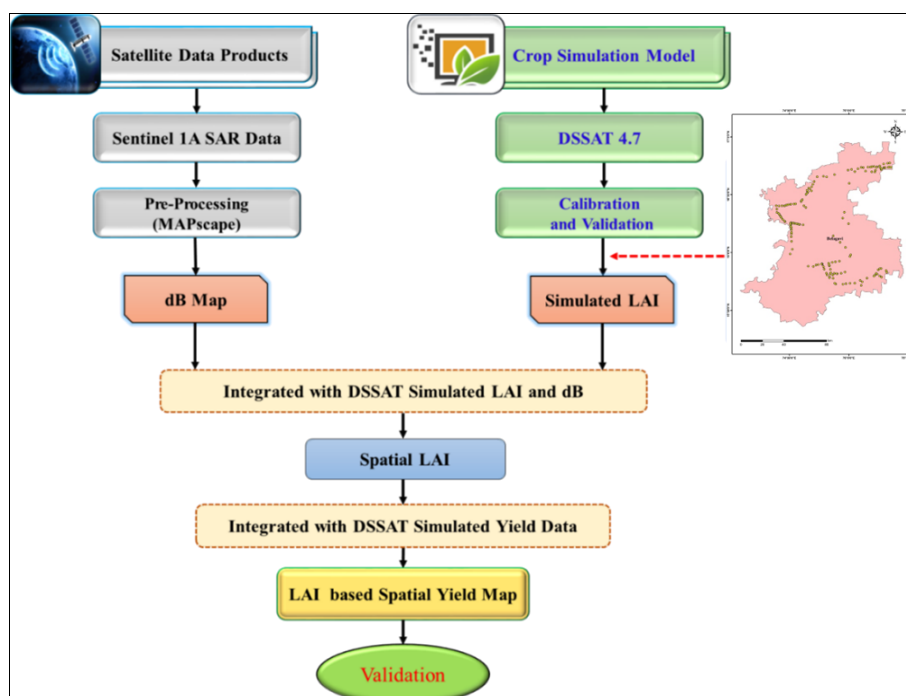 Satellite Data Products
Crop Simulation Model
Sentinel 1A SAR Data
DSSAT 4.7
Pre-Processing
(MAPscape)
Calibration
and Validation
dB Map
Simulated LAI
Integrated with DSSAT Simulated LAI and dB
Spatial LAI
Integrated with DSSAT Simulated Yield Data
LAI based Spatial Yield Map
Validation